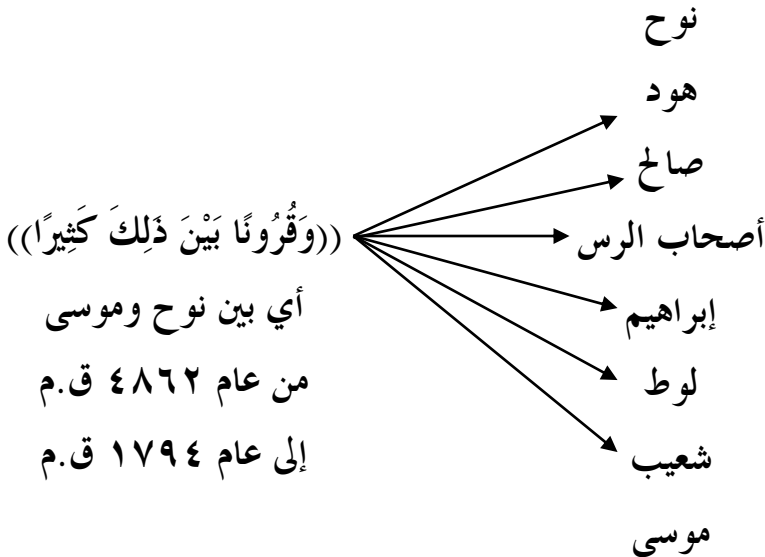 نوح
هود
صالح
أصحاب الرس
إبراهيم
لوط
شعيب
موسى
((وَقُرُونًا بَيْنَ ذَلِكَ كَثِيرًا))
أي بين نوح وموسى
من عام ٤٨٦٢ ق.م
إلى عام ١٧٩٤ ق.م